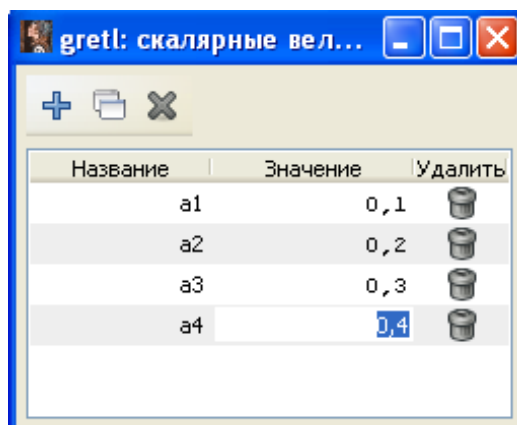 gretl: скалярные вел...
Название Значение Удалить
a1 0,1
a2 0,2
a3 0,3
a4 0,4